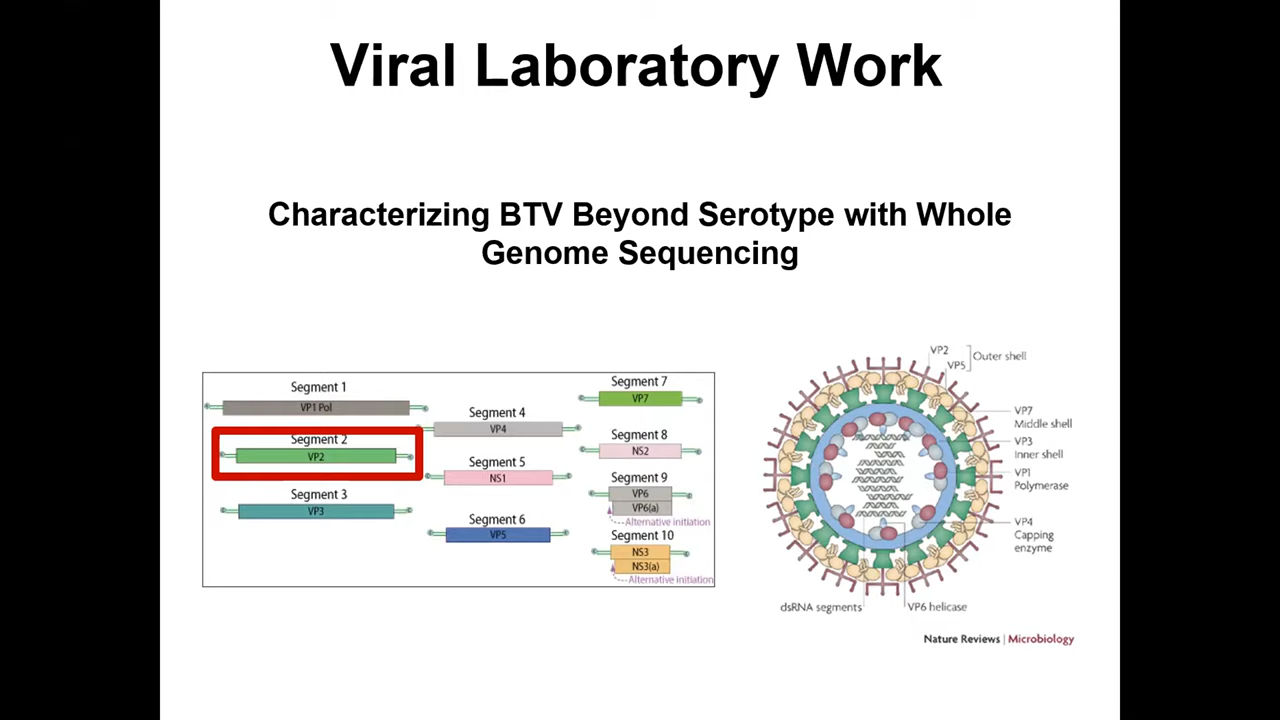 Viral Laboratory Work
Characterizing BTV Beyond Serotype with Whole
Genome Sequencing
Segment 1
VP1 Pol
Segment 2
VP2
Segment 3
VP3
Segment 4
VP4
Segment 5
NS1
Segment 6
VP5
Segment 7
VP7
Segment 8
NS2
Segment 9
VP6
VP6(a)
Alternative initiation
Segment 10
NS3
NS3(a)
Alternative initiation
VP2
VP5
Outer shell
VP7
Middle shell
VP3
Inner shell
VP1
Polymerase
VP4
Capping
enzyme
dsRNA segments
VP6 helicase
Nature Reviews | Microbiology